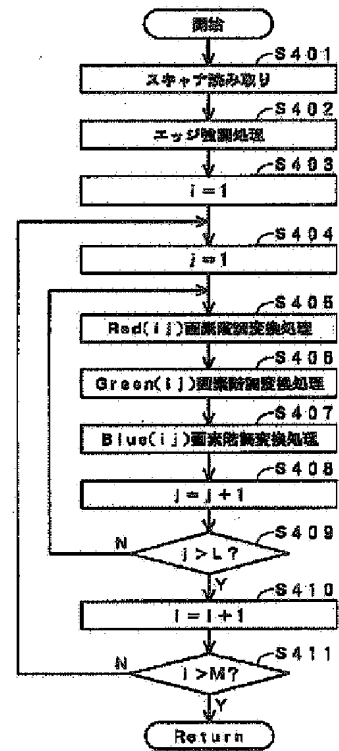 開始
S401
スキャナ読み取り
S402
エッジ強調処理
S403
i=1
S404
j=1
S405
Red(ij)画素階調変換処理
S406
Green(ij)画素階調変換処理
S407
Blue(ij)画素階調変換処理
S408
j=j+1
S409
j>L?
N
Y
S410
i=i+1
S411
i>M?
N
Y
Return